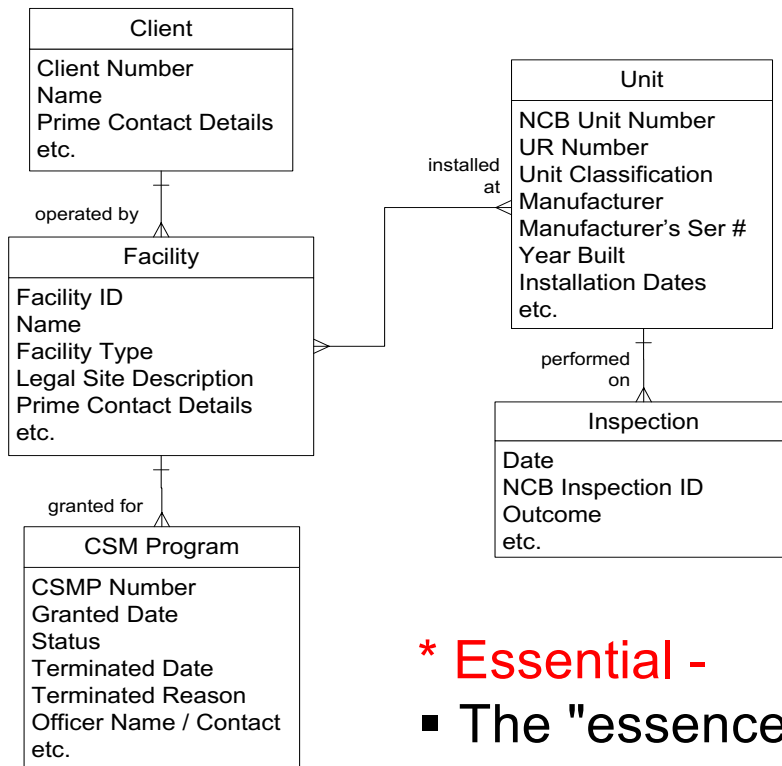 Client
Client Number
Name
Prime Contact Details
etc.
operated by
Facility
Facility ID
Name
Facility Type
Legal Site Description
Prime Contact Details
etc.
granted for
CSM Program
CSMP Number
Granted Date
Status
Terminated Date
Terminated Reason
Officer Name / Contact
etc.
installed
at
Unit
NCB Unit Number
UR Number
Unit Classification
Manufacturer
Manufacturer’s Ser #
Year Built
Installation Dates
etc.
performed
on
Inspection
Date
NCB Inspection ID
Outcome
etc.
* Essential -
▪ The "essence